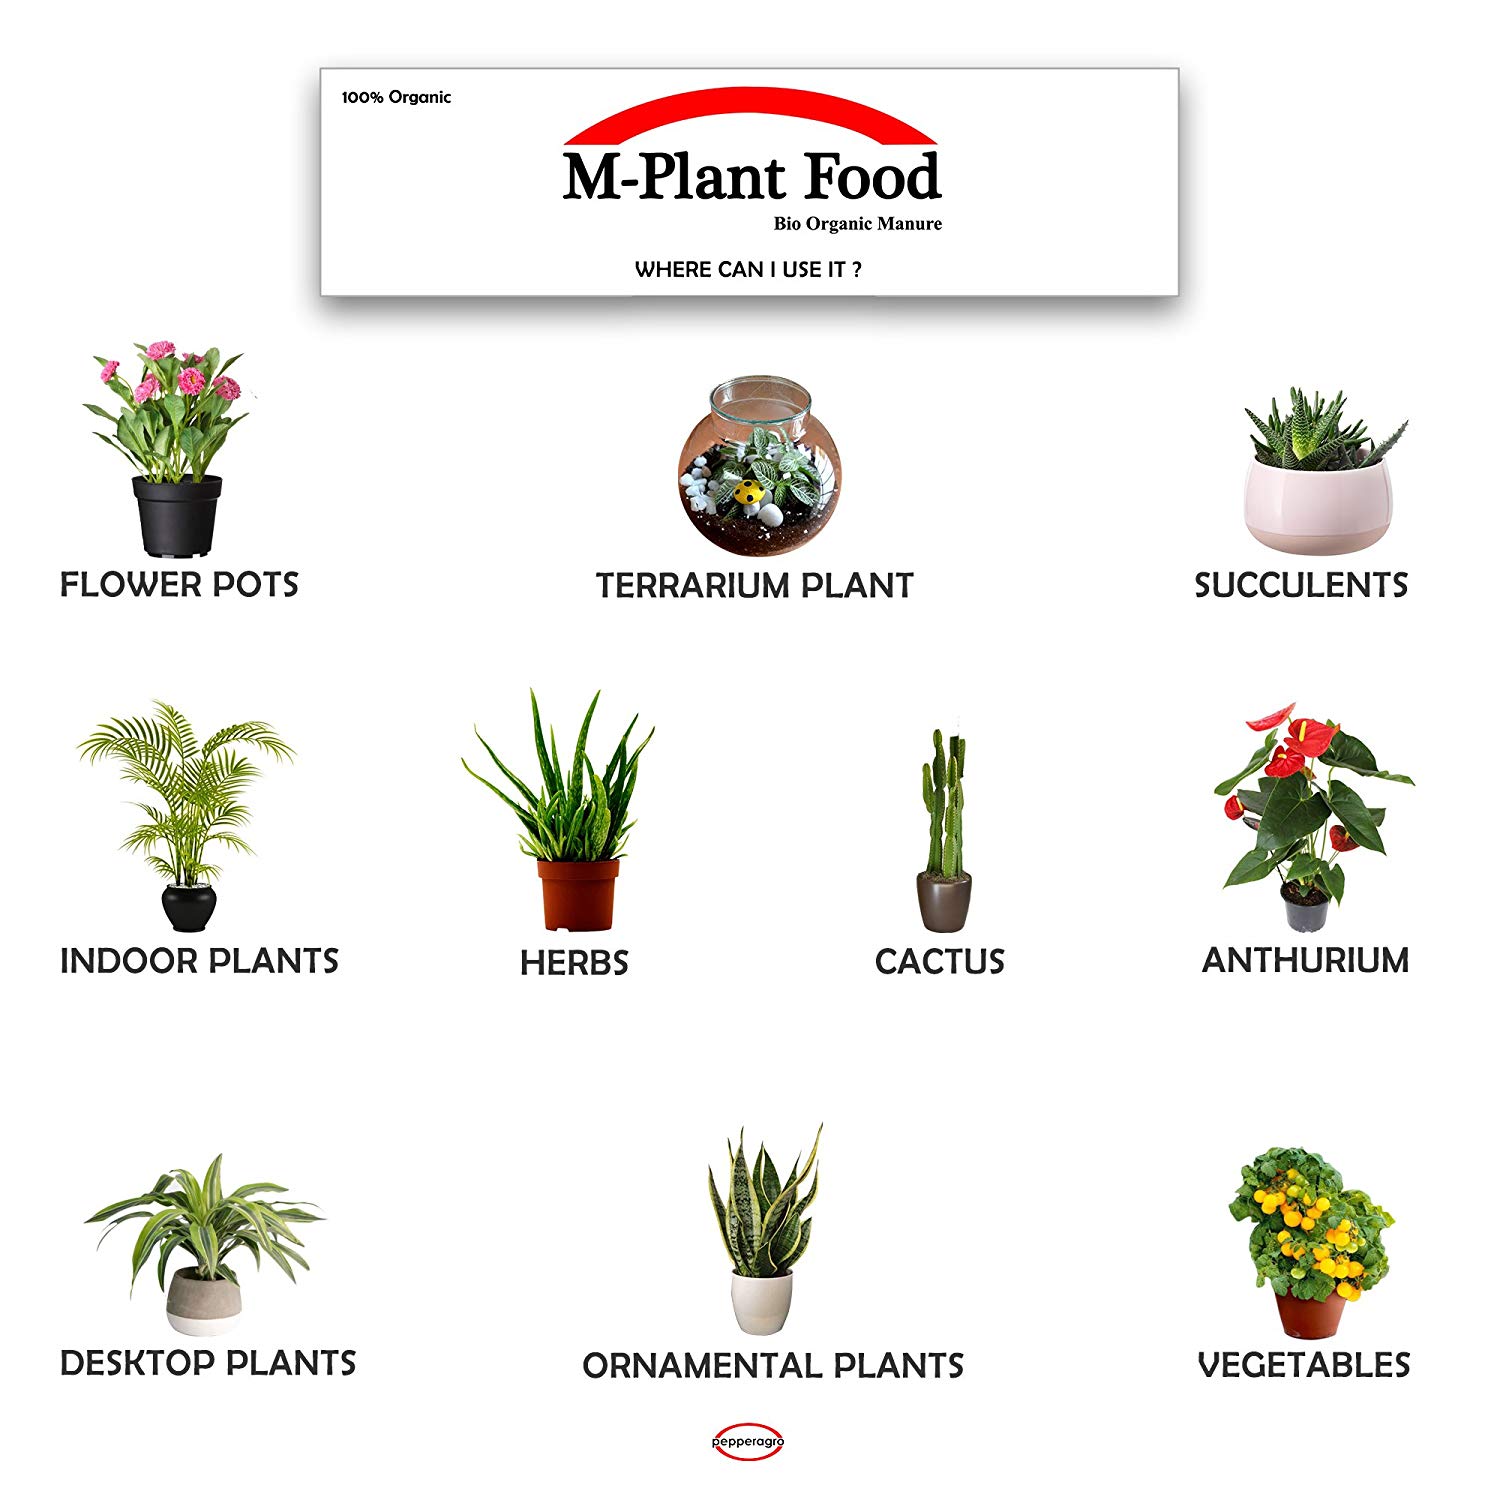 100% Organic
M-Plant Food
Bio Organic Manure
WHERE CAN I USE IT ?
FLOWER POTS
TERRARIUM PLANT
SUCCULENTS
INDOOR PLANTS
HERBS
CACTUS
ANTHURIUM
DESKTOP PLANTS
ORNAMENTAL PLANTS
VEGETABLES
pepperagro